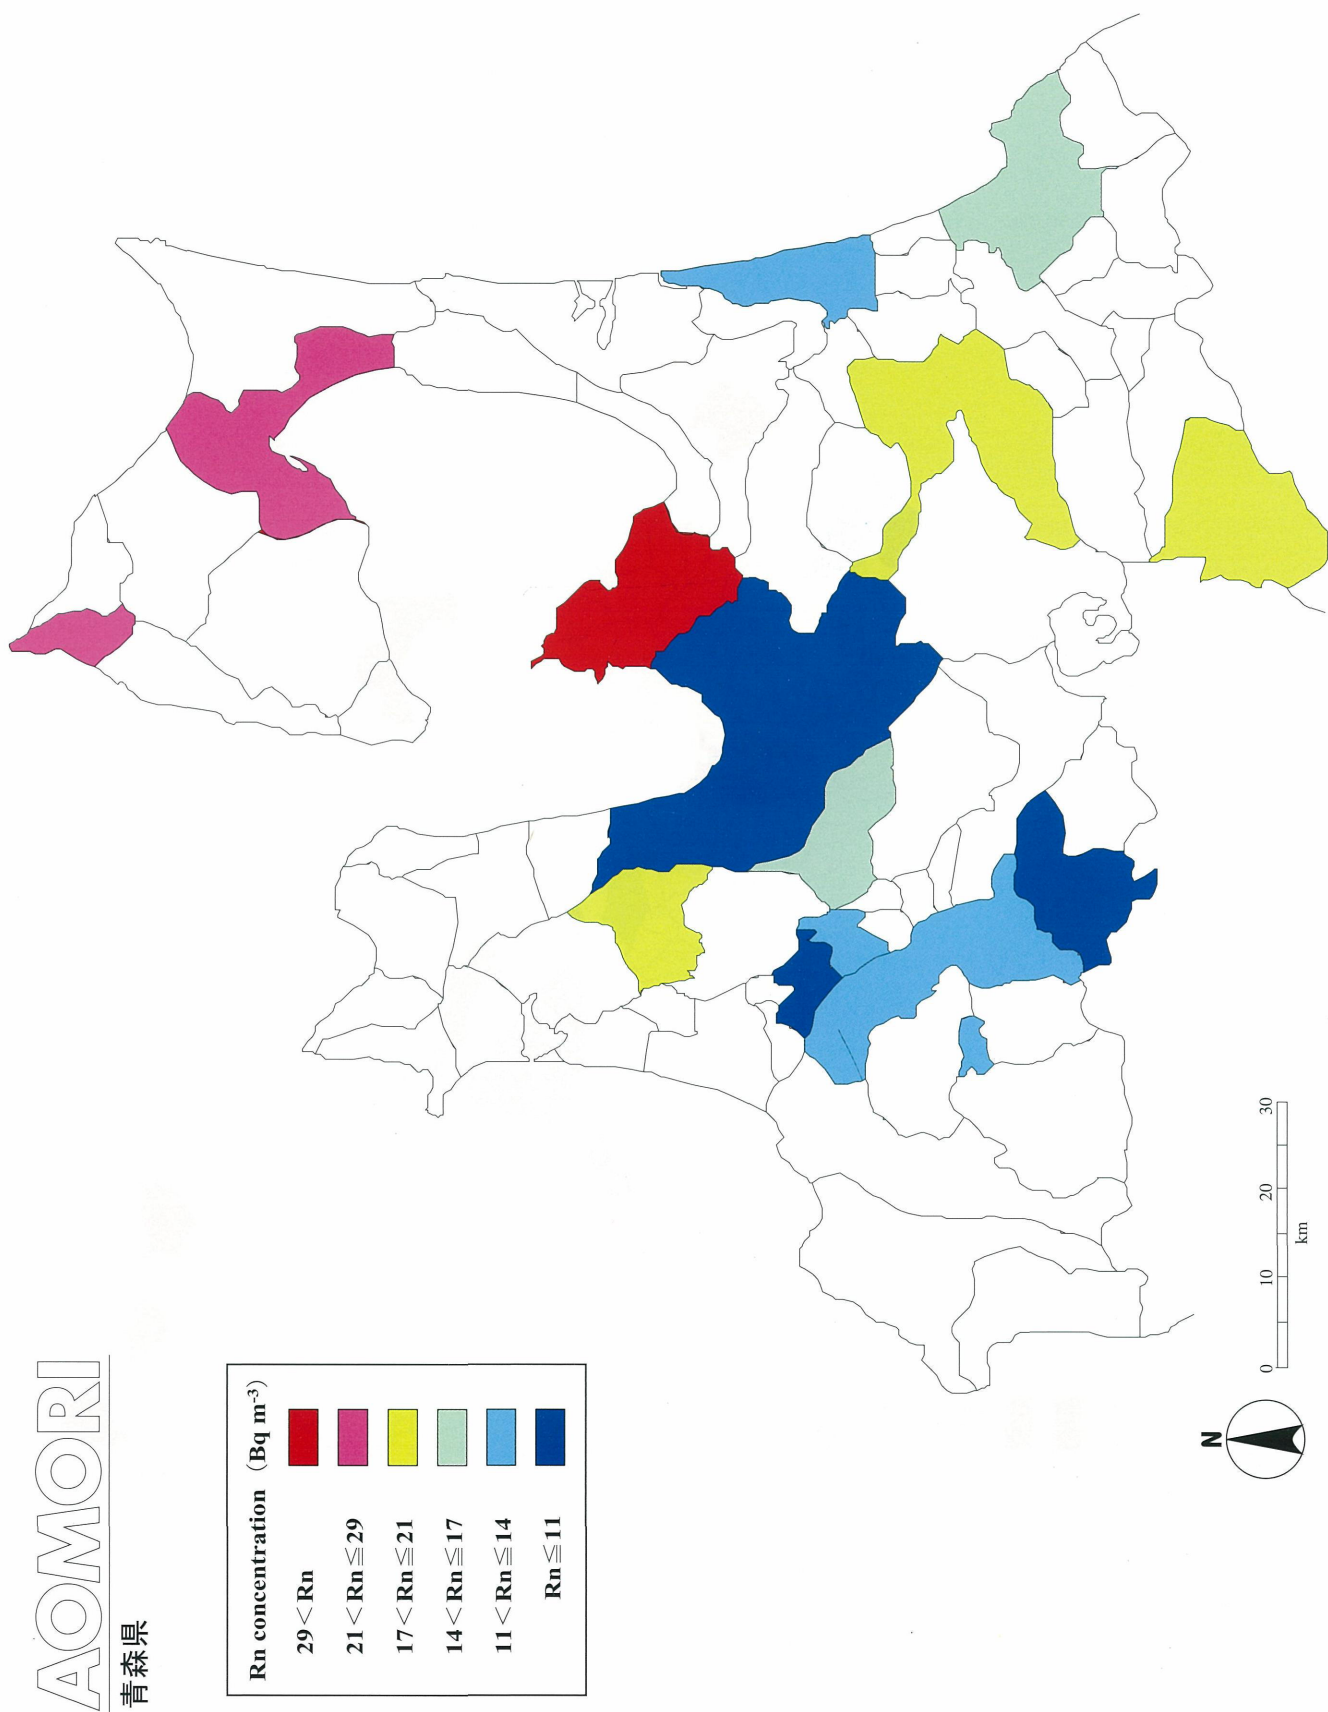 AOMORI
青森県
Rn concentration (Bq m⁻³)
29<Rn
21<Rn≦29
17<Rn≦21
14<Rn≦17
11<Rn≦14
Rn≦11
N
0 10 20 30
km